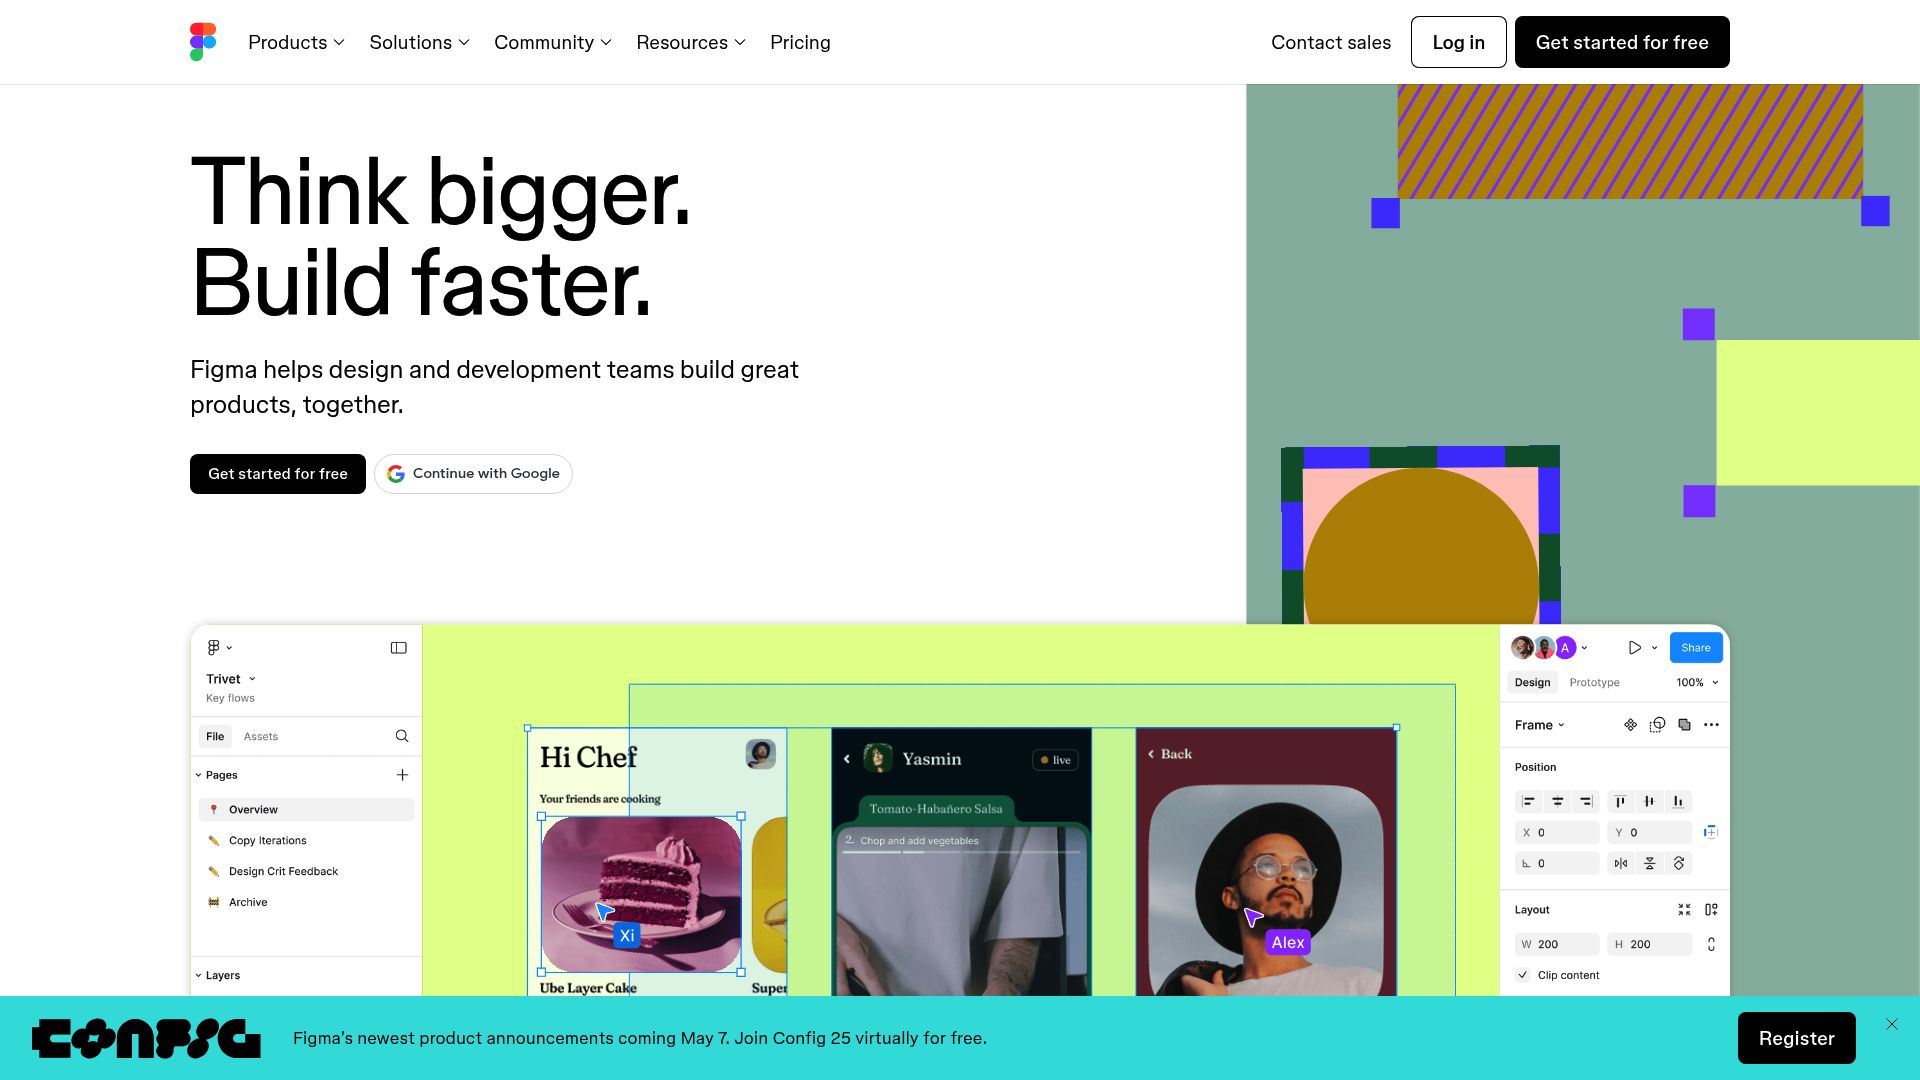 Products
Solutions
Community
Resources
Pricing
Contact sales
Log in
Get started for free
Think bigger.
Build faster.
Figma helps design and development teams build great
products, together.
Get started for free
Continue with Google
Trivet
Key flows
File
Assets
Pages
Overview
Copy Iterations
Design Crit Feedback
Archive
Layers
Hi Chef
Your friends are cooking
Xi
Ube Layer Cake
Super
Yasmin
live
Tomato-Habañero Salsa
2. Chop and add vegetables
Back
Alex
A
Share
Design
Prototype
100%
Frame
Position
X 0
Y 0
0
Layout
W 200
H 200
Clip content
CONFIG
Figma’s newest product announcements coming May 7. Join Config 25 virtually for free.
Register